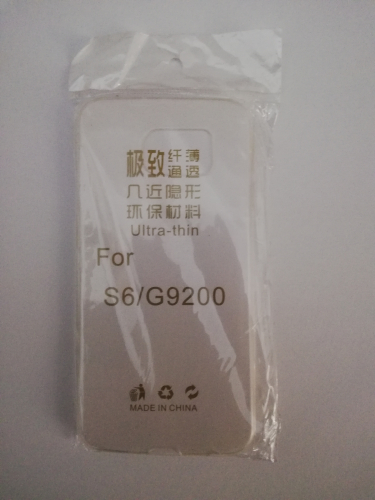 极致纤薄
通透
几近隐形
环保材料
Ultra-thin
For
S6/G9200
MADE IN CHINA